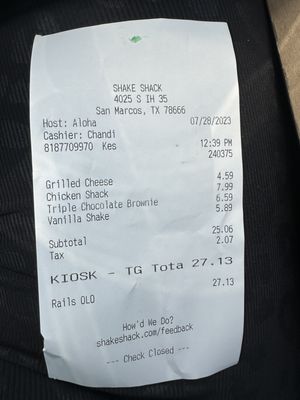 SHAKE SHACK
4025 S IH 35
San Marcos, TX 78666
Host: Aloha 07/28/2023
Cashier: Chandi
8187709970 Kes 12:39 PM
240375
Grilled Cheese 4.59
Chicken Shack 7.99
Triple Chocolate Brownie 6.59
Vanilla Shake 5.89
Subtotal 25.06
Tax 2.07
KIOSK - TG Tota 27.13
Rails OLO 27.13
How'd We Do?
shakeshack.com/feedback
--- Check Closed ---